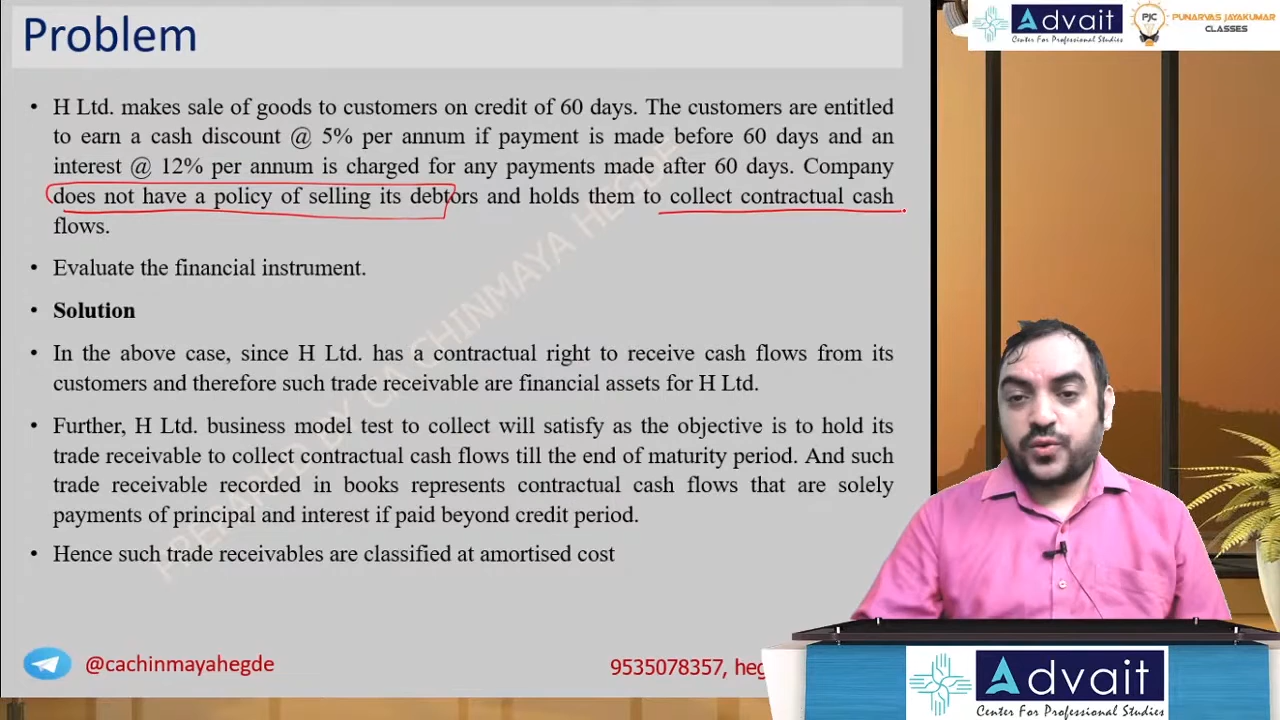 Problem
Advait
Center For Professional Studies
PJC
PUNARVAS JAYAKUMAR
CLASSES
• H Ltd. makes sale of goods to customers on credit of 60 days. The customers are entitled
to earn a cash discount @ 5% per annum if payment is made before 60 days and an
interest @ 12% per annum is charged for any payments made after 60 days. Company
does not have a policy of selling its debtors and holds them to collect contractual cash
flows.
• Evaluate the financial instrument.
• Solution
• In the above case, since H Ltd. has a contractual right to receive cash flows from its
customers and therefore such trade receivable are financial assets for H Ltd.
• Further, H Ltd. business model test to collect will satisfy as the objective is to hold its
trade receivable to collect contractual cash flows till the end of maturity period. And such
trade receivable recorded in books represents contractual cash flows that are solely
payments of principal and interest if paid beyond credit period.
• Hence such trade receivables are classified at amortised cost
PREPARED BY CA CHINMAYA HEGDE
@cachinmayahegde
9535078357, heg
Advait
Center For Professional Studies